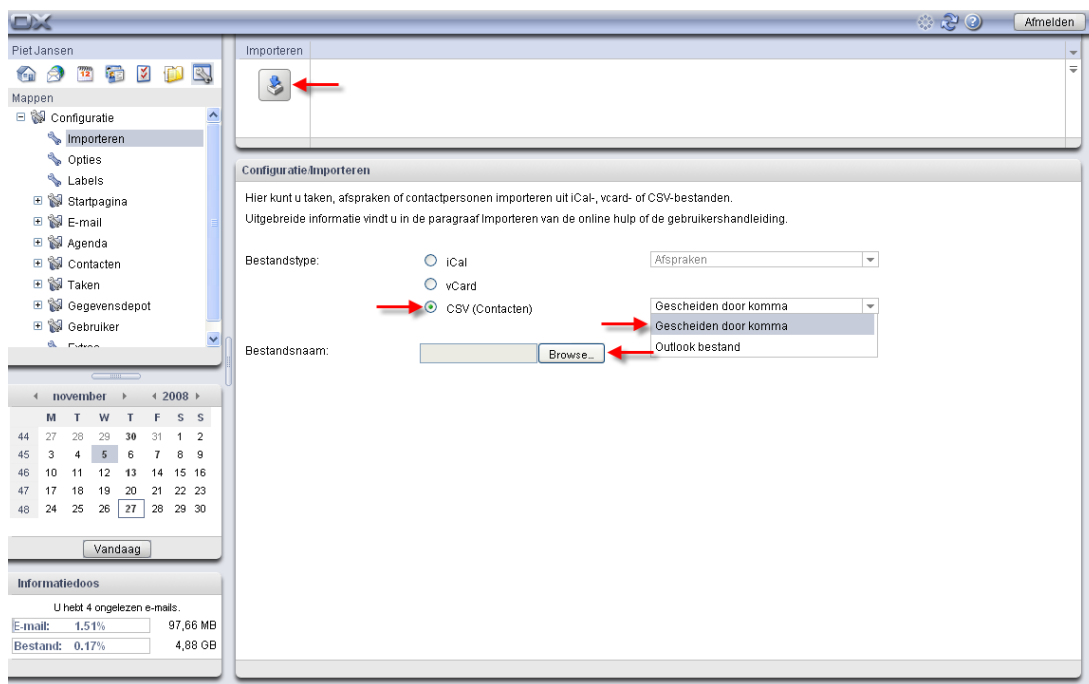 OX
Afmelden
Piet Jansen
Importeren
12
Mappen
Configuratie
Importeren
Opties
Labels
Startpagina
E-mail
Agenda
Contacten
Taken
Gegevensdepot
Gebruiker
Extras
Configuratie/Importeren
Hier kunt u taken, afspraken of contactpersonen importeren uit iCal-, vcard- of CSV-bestanden.
Uitgebreide informatie vindt u in de paragraaf Importeren van de online hulp of de gebruikershandleiding.
Bestandstype:
iCal
Afspraken
vCard
CSV (Contacten)
Gescheiden door komma
Gescheiden door komma
Outlook bestand
Bestandsnaam:
Browse...
november 2008
M T W T F S S
44 27 28 29 30 31 1 2
45 3 4 5 6 7 8 9
46 10 11 12 13 14 15 16
47 17 18 19 20 21 22 23
48 24 25 26 27 28 29 30
Vandaag
Informatiedoos
U hebt 4 ongelezen e-mails.
E-mail: 1.51% 97,66 MB
Bestand: 0.17% 4,88 GB